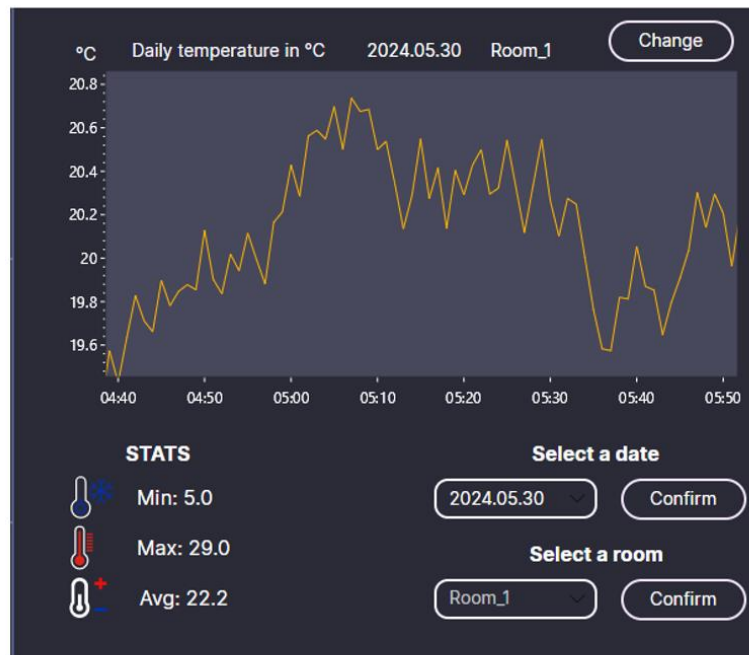 °C Daily temperature in °C 2024.05.30 Room_1 Change
20.8
20.6
20.4
20.2
20
19.8
19.6
04:40 04:50 05:00 05:10 05:20 05:30 05:40 05:50
STATS Select a date
Min: 5.0 2024.05.30 Confirm
Max: 29.0 Select a room
Avg: 22.2 Room_1 Confirm